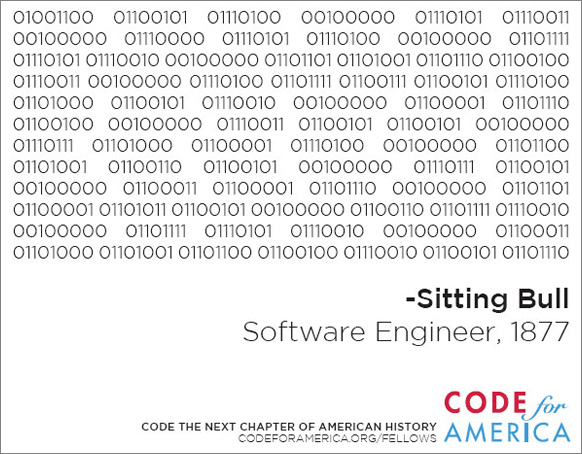 01001100 01100101 01110100 00100000 01110101 01110011
00100000 01110000 01110101 01110100 00100000 01101111
01110101 01110010 00100000 01101101 01101001 01101110 01100100
01110011 00100000 01110100 01101111 01100111 01100101 01110100
01101000 01100101 01110010 00100000 01100001 01101110
01100100 00100000 01110011 01100101 01100101 00100000
01110111 01101000 01100001 01110100 00100000 01101100
01101001 01100110 01100101 00100000 01110111 01100101
00100000 01100011 01100001 01101110 00100000 01101101
01100001 01101011 01100101 00100000 01100110 01101111 01110010
00100000 01101111 01110101 01110010 00100000 01100011
01101000 01101001 01101100 01100100 01110010 01100101 01101110
-Sitting Bull
Software Engineer, 1877
CODE THE NEXT CHAPTER OF AMERICAN HISTORY
CODEFORAMERICA.ORG/FELLOWS
CODE for
AMERICA